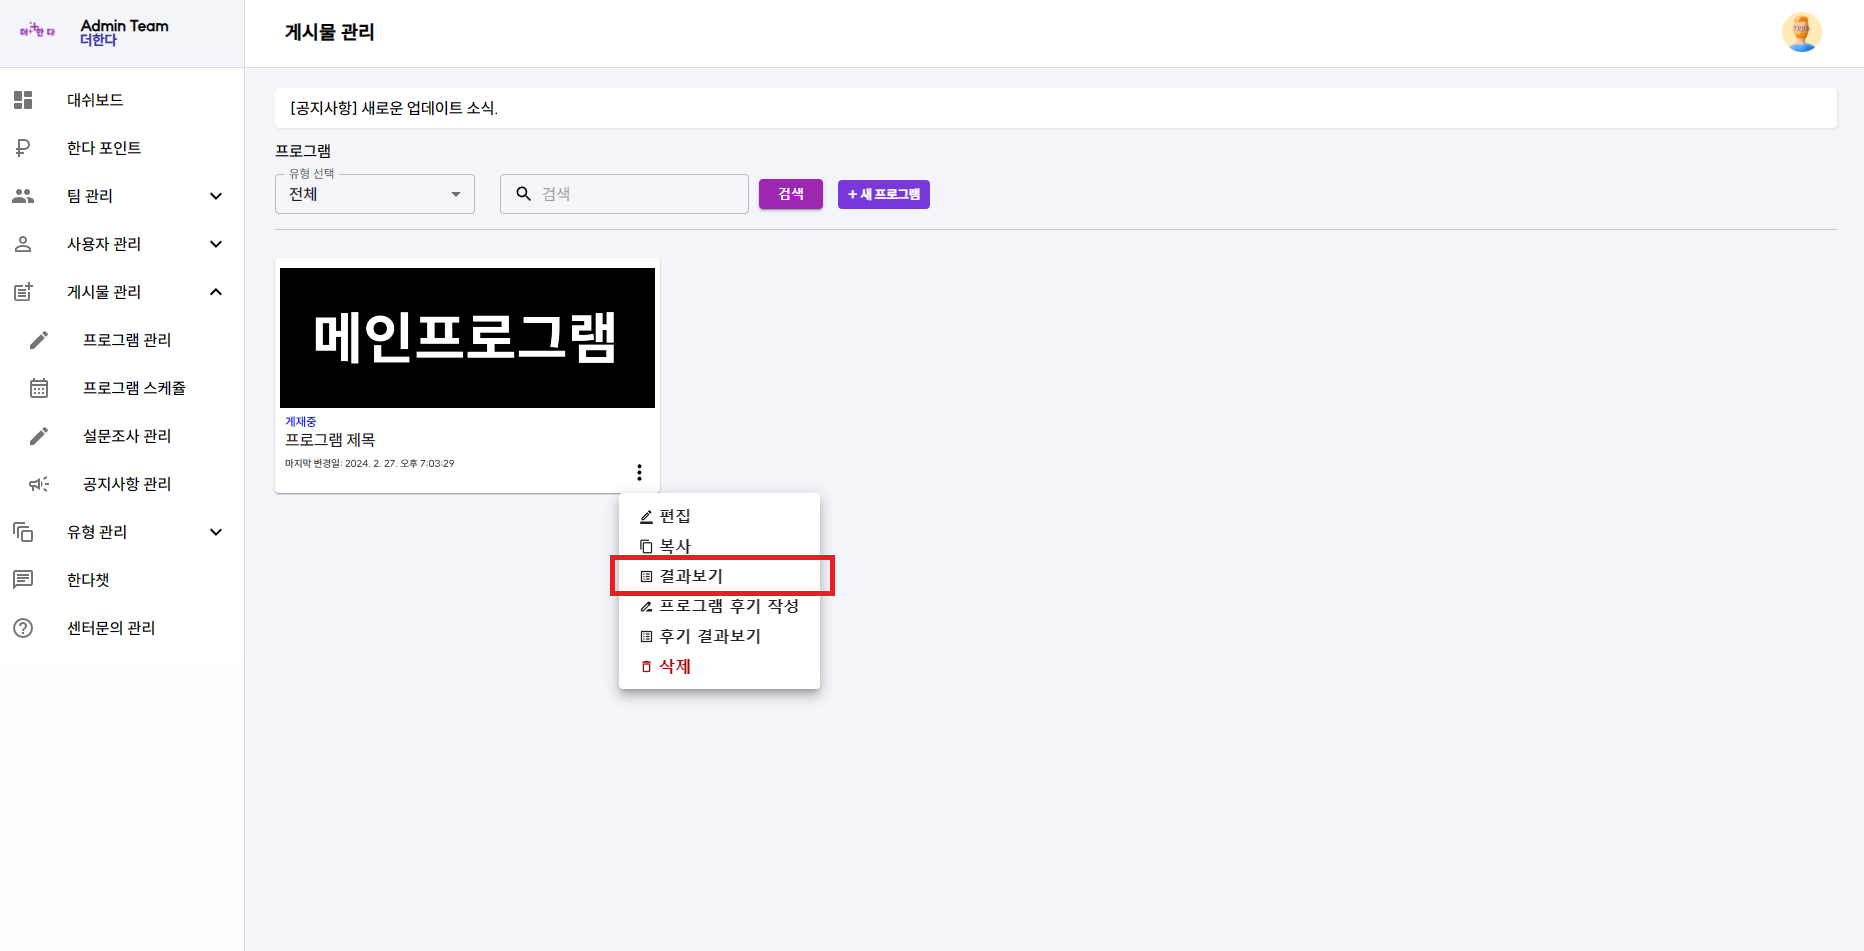 더한다
Admin Team
더한다
게시물 관리
대쉬보드
한다 포인트
팀 관리
사용자 관리
게시물 관리
프로그램 관리
프로그램 스케쥴
설문조사 관리
공지사항 관리
유형 관리
한다챗
센터문의 관리
[공지사항] 새로운 업데이트 소식.
프로그램
유형 선택
전체
검색
검색
+ 새 프로그램
메인프로그램
게재중
프로그램 제목
마지막 변경일: 2024. 2. 27. 오후 7:03:29
편집
복사
결과보기
프로그램 후기 작성
후기 결과보기
삭제